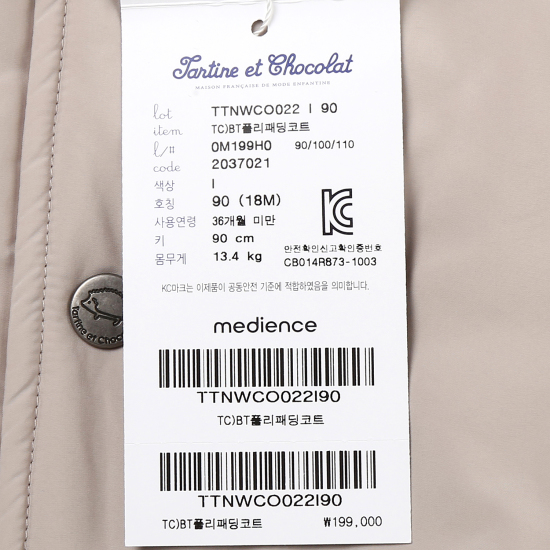 Tartine et Chocolat
MAISON FRANÇAISE DE MODE ENFANTINE
lot TTNWCO022 I 90
item TC)BT플리패딩코트
l/# 0M199H0 90/100/110
code 2037021
색상 I
호칭 90 (18M)
사용연령 36개월 미만
키 90 cm
몸무게 13.4 kg
안전확인신고확인증번호
CB014R873-1003
KC마크는 이제품이 공동안전 기준에 적합하였음을 의미합니다.
medience
TTNWCO022I90
TC)BT플리패딩코트
TTNWCO022I90
TC)BT플리패딩코트 ₩199,000
tartine et Choc